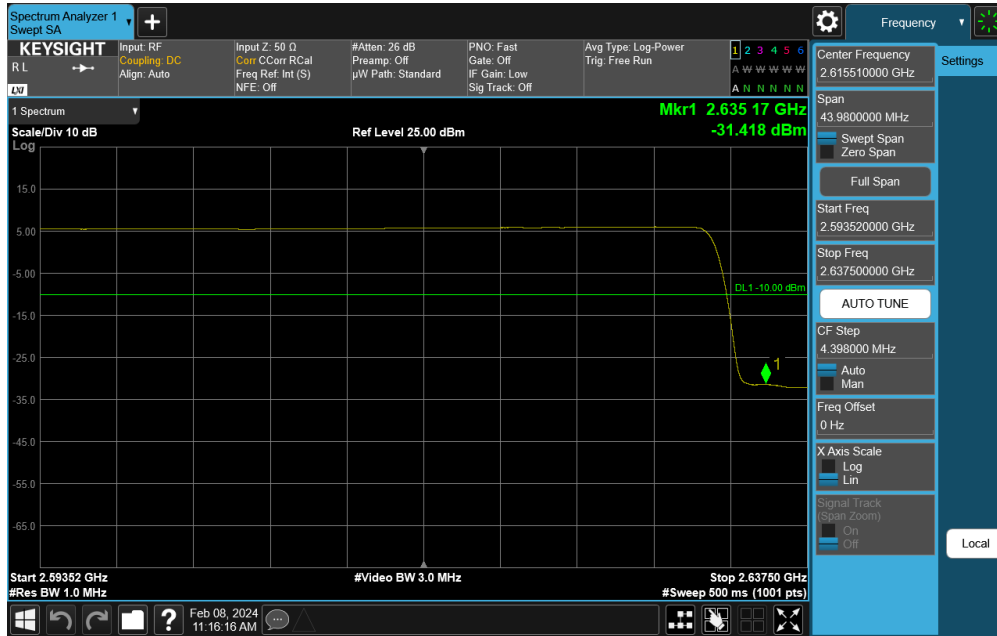 Spectrum Analyzer 1
Swept SA
Frequency
KEYSIGHT
R L
LXI
Input: RF
Coupling: DC
Align: Auto
Input Z: 50 Ω
Corr CCorr RCal
Freq Ref: Int (S)
NFE: Off
#Atten: 26 dB
Preamp: Off
µW Path: Standard
PNO: Fast
Gate: Off
IF Gain: Low
Sig Track: Off
Avg Type: Log-Power
Trig: Free Run
1 2 3 4 5 6
A W W W W W
A N N N N N
1 Spectrum
Scale/Div 10 dB
Log
Ref Level 25.00 dBm
Mkr1 2.635 17 GHz
-31.418 dBm
15.0
5.00
-5.00
-15.0
-25.0
-35.0
-45.0
-55.0
-65.0
DL1 -10.00 dBm
1
Start 2.59352 GHz
#Res BW 1.0 MHz
#Video BW 3.0 MHz
Stop 2.63750 GHz
#Sweep 500 ms (1001 pts)
Center Frequency
2.615510000 GHz
Settings
Span
43.9800000 MHz
Swept Span
Zero Span
Full Span
Start Freq
2.593520000 GHz
Stop Freq
2.637500000 GHz
AUTO TUNE
CF Step
4.398000 MHz
Auto
Man
Freq Offset
0 Hz
X Axis Scale
Log
Lin
Signal Track
(Span Zoom)
On
Off
Local
?
Feb 08, 2024
11:16:16 AM